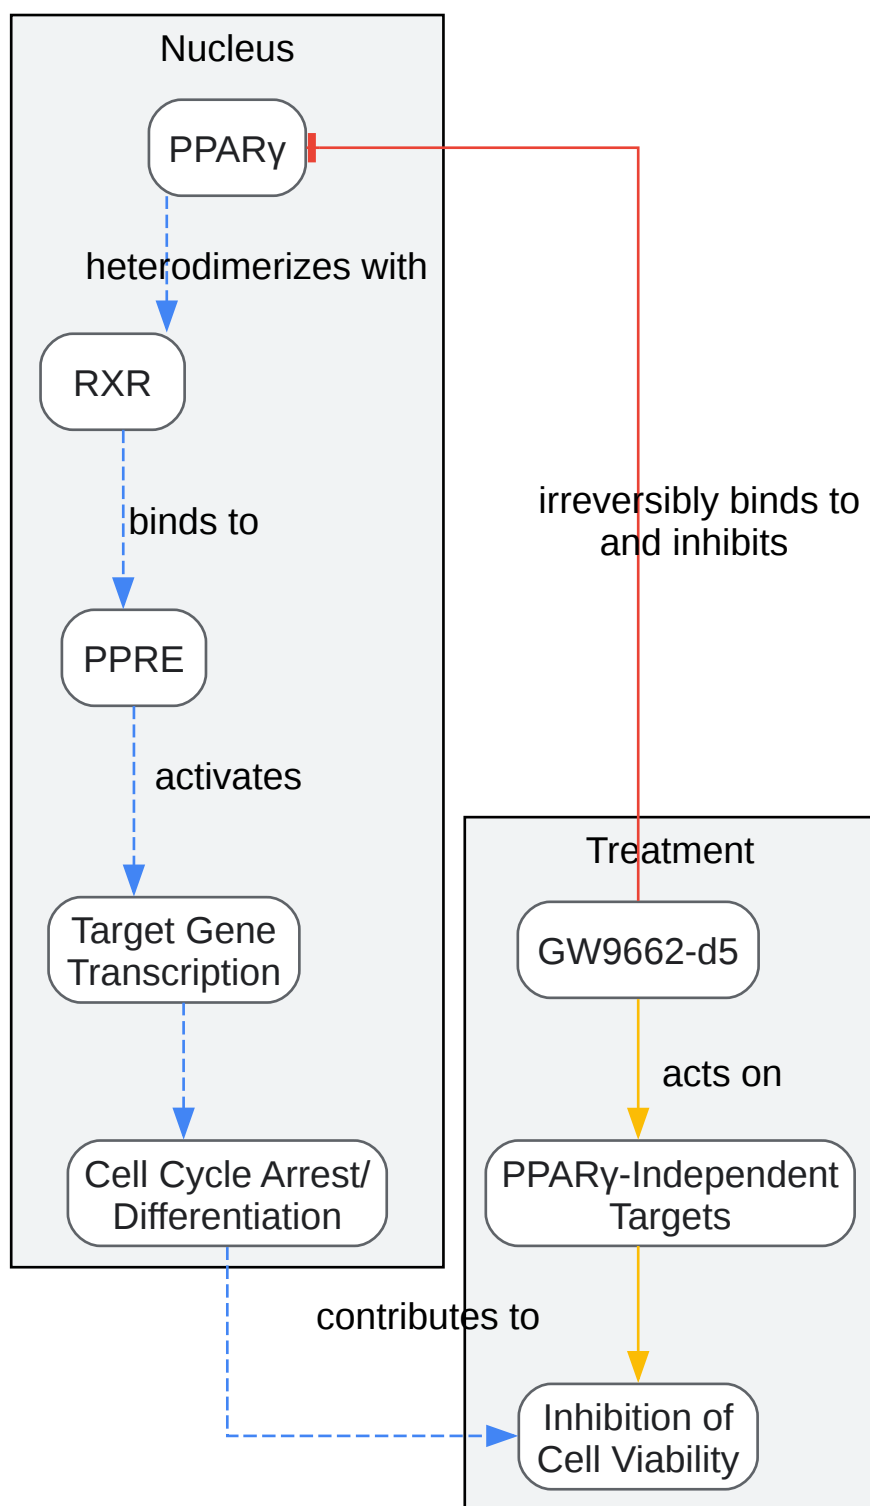 Nucleus
PPARγ
heterodimerizes with
RXR
irreversibly binds to
and inhibits
binds to
PPRE
activates
Treatment
Target Gene
Transcription
GW9662-d5
acts on
Cell Cycle Arrest/
Differentiation
PPARγ-Independent
Targets
contributes to
Inhibition of
Cell Viability